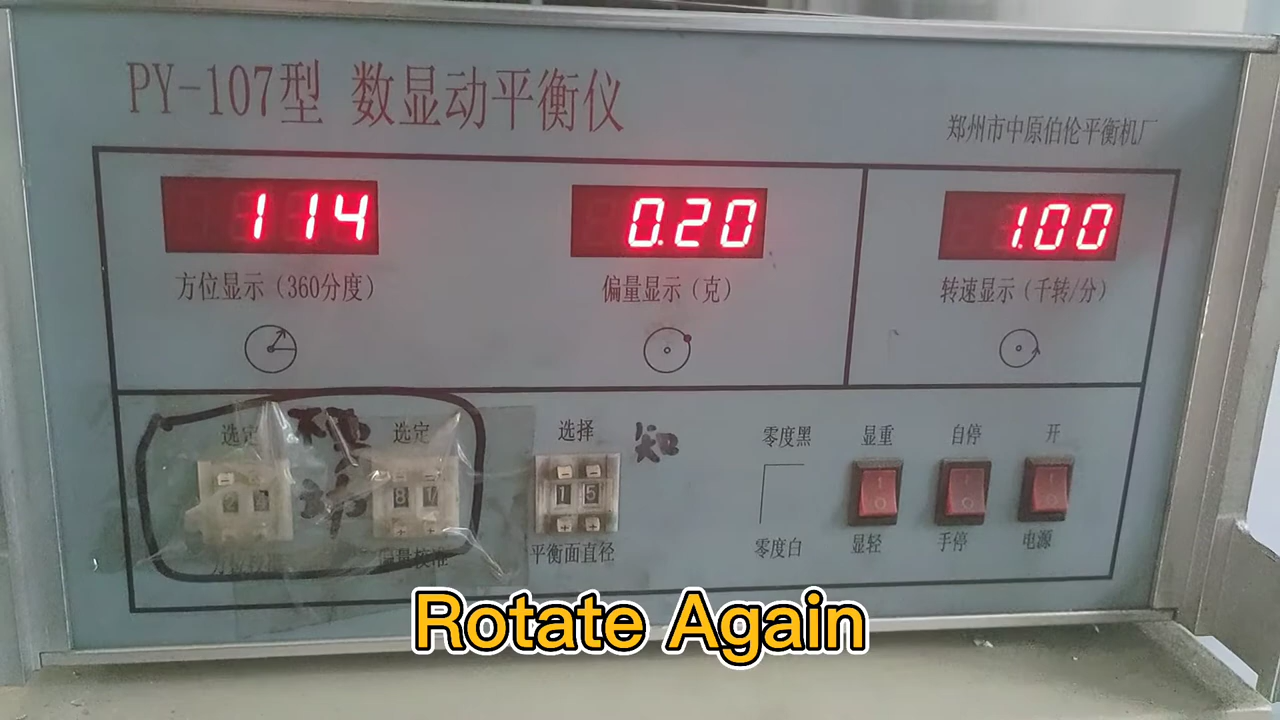 PY-107型 数显动平衡仪
郑州市中原伯伦平衡机厂
114
0.20
1.00
方位显示（360分度）
偏量显示（克）
转速显示（千转/分）
选定
选定
选择
知
零度黑
显重
自停
开
8
15
平衡面直径
零度白
显轻
手停
电源
Rotate Again